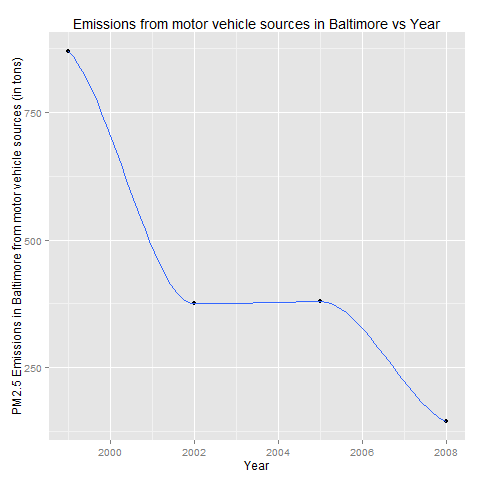 Emissions from motor vehicle sources in Baltimore vs Year
PM2.5 Emissions in Baltimore from motor vehicle sources (in tons)
750
500
250
2000 2002 2004 2006 2008
Year